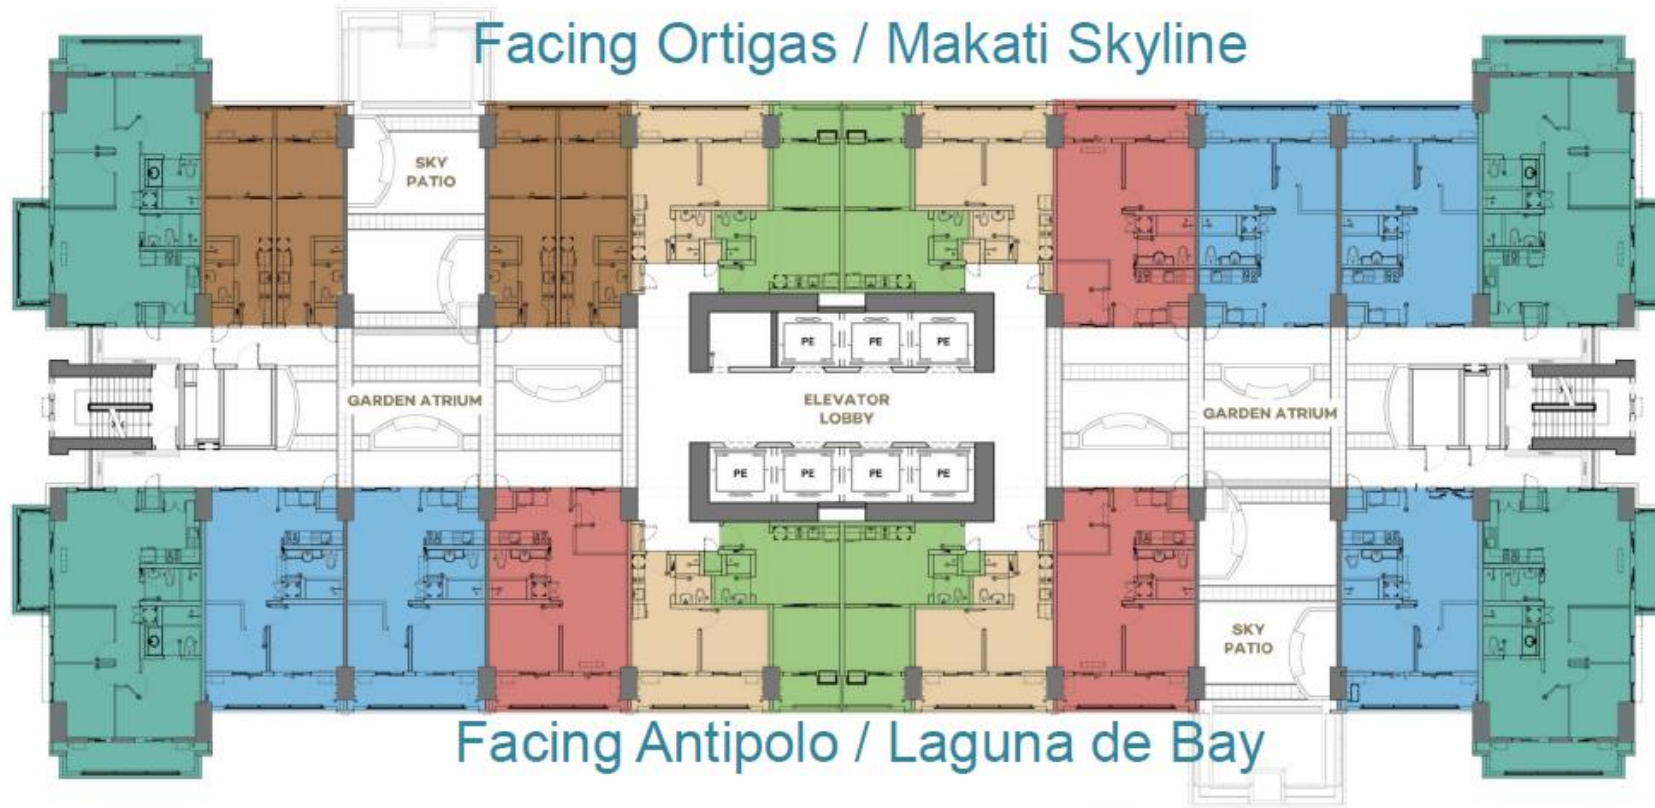 Facing Ortigas / Makati Skyline
SKY
PATIO
PE PE PE
GARDEN ATRIUM
ELEVATOR
LOBBY
GARDEN ATRIUM
PE PE PE PE
SKY
PATIO
Facing Antipolo / Laguna de Bay